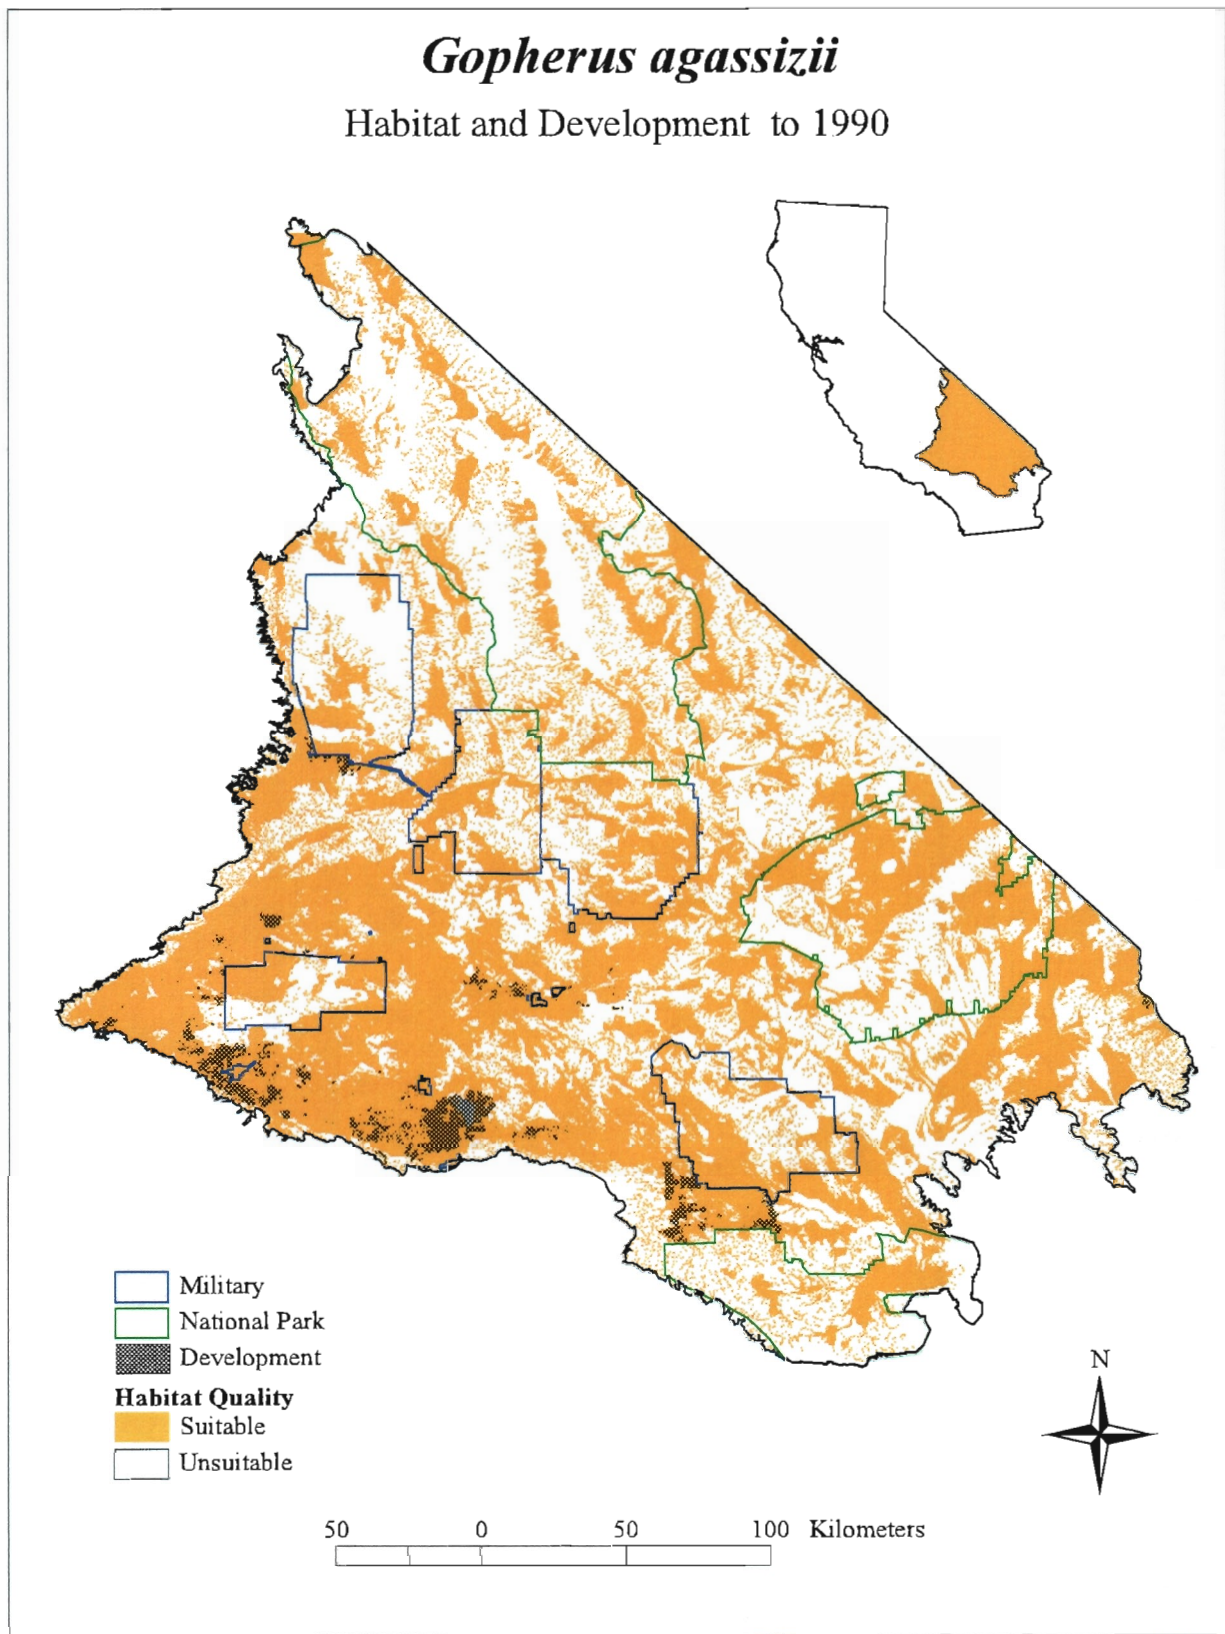 Gopherus agassizii
Habitat and Development to 1990
Military
National Park
Development
Habitat Quality
Suitable
Unsuitable
N
50 0 50 100 Kilometers